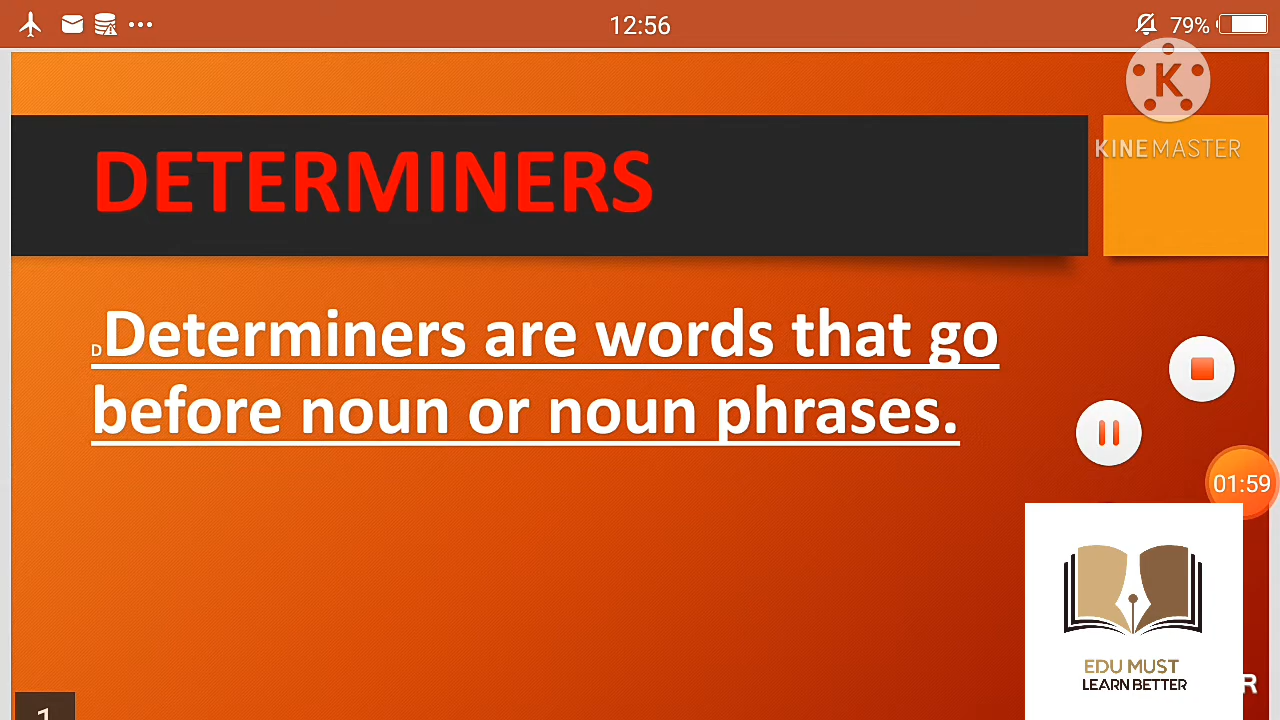 12:56
79%
K
KINEMASTER
DETERMINERS
DDeterminers are words that go
before noun or noun phrases.
01:59
EDU MUST
LEARN BETTER
R
1